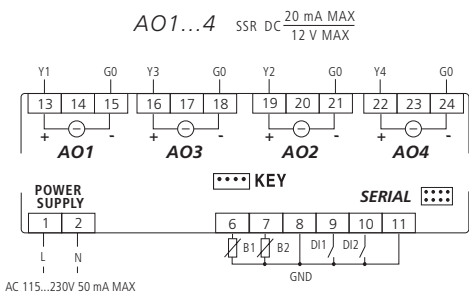 AO1...4 SSR DC 20 mA MAX
12 V MAX
Y1 G0 Y3 G0 Y2 G0 Y4 G0
13 14 15 16 17 18 19 20 21 22 23 24
+ - + - + - + -
AO1 AO3 AO2 AO4
KEY
POWER
SUPPLY
SERIAL
1 2 6 7 8 9 10 11
L N B1 B2 DI1 DI2
GND
AC 115...230V 50 mA MAX